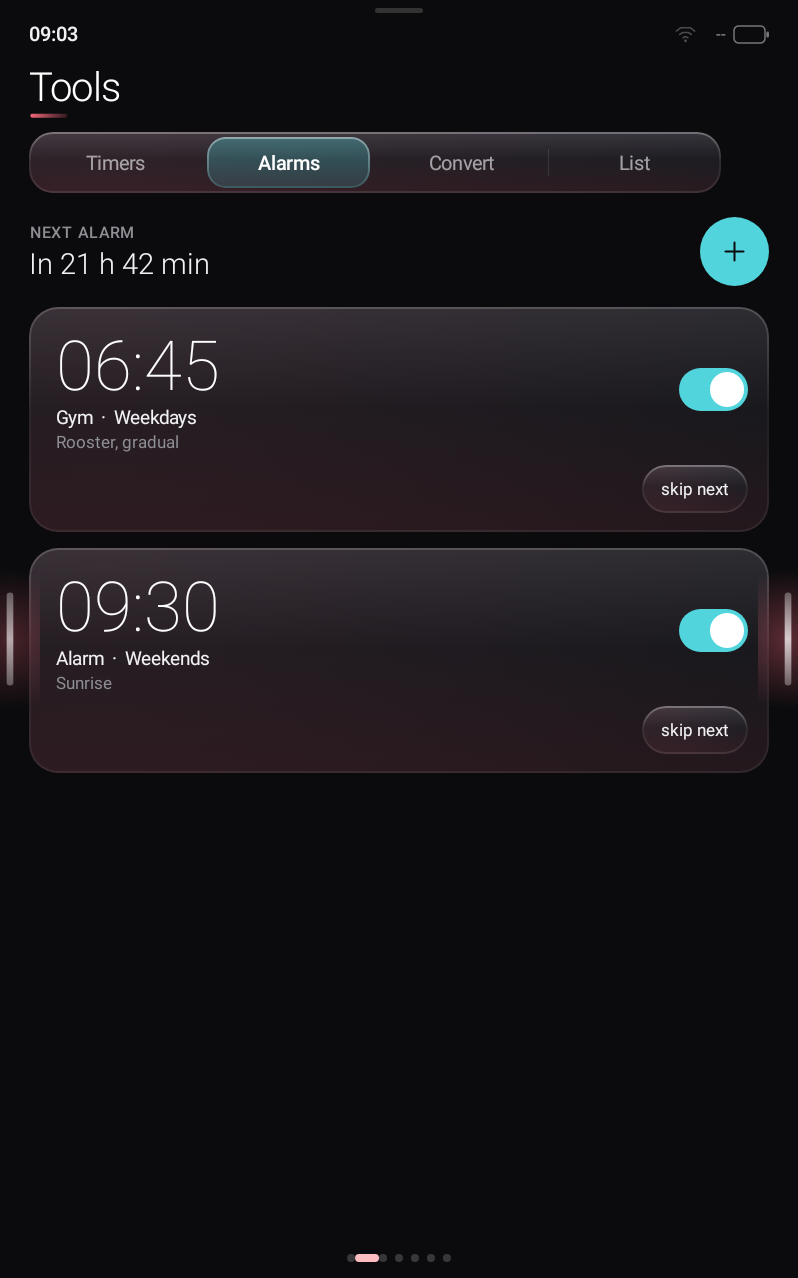 09:03
--
Tools
Timers Alarms Convert List
NEXT ALARM
In 21 h 42 min
06:45
Gym · Weekdays
Rooster, gradual
skip next
09:30
Alarm · Weekends
Sunrise
skip next